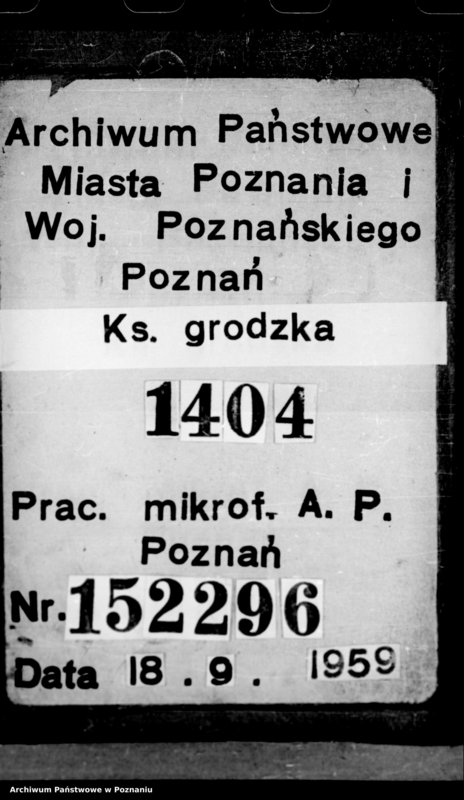 Archiwum Państwowe
Miasta Poznania i
Woj. Poznańskiego
Poznań
Ks. grodzka
1404
Prac. mikrof. A. P.
Poznań
Nr. 152296
Data 18 . 9 . 1959
Archiwum Państwowe w Poznaniu